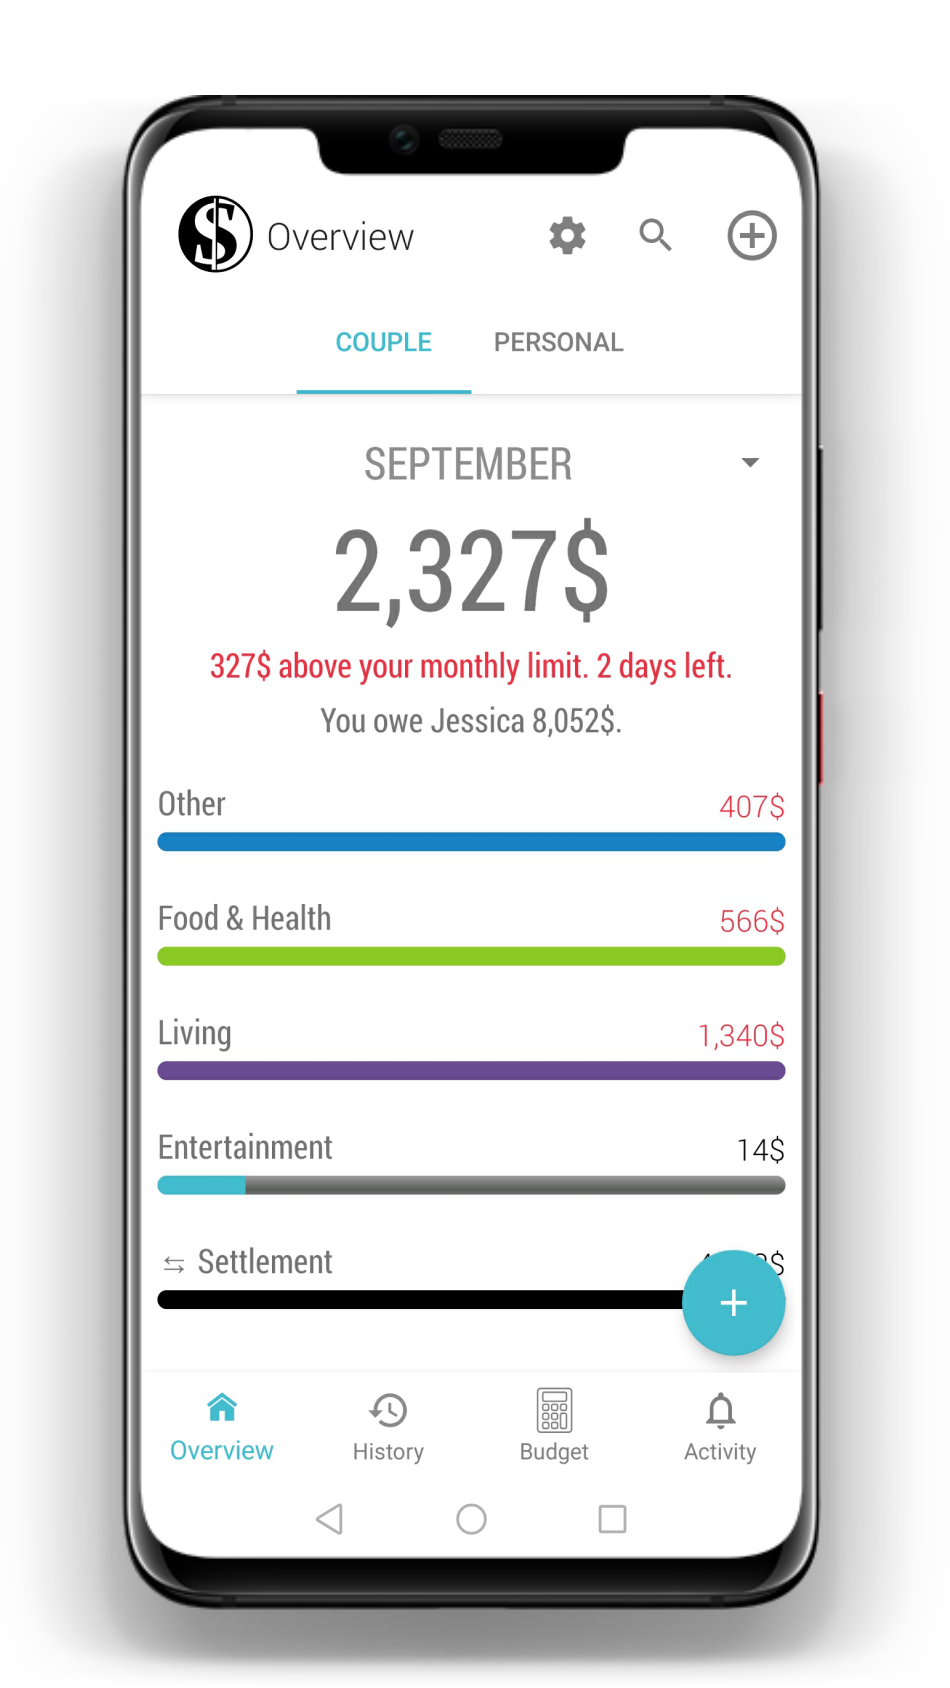 Overview
COUPLE PERSONAL
SEPTEMBER
2,327$
327$ above your monthly limit. 2 days left.
You owe Jessica 8,052$.
Other 407$
Food & Health 566$
Living 1,340$
Entertainment 14$
Settlement
Overview History Budget Activity